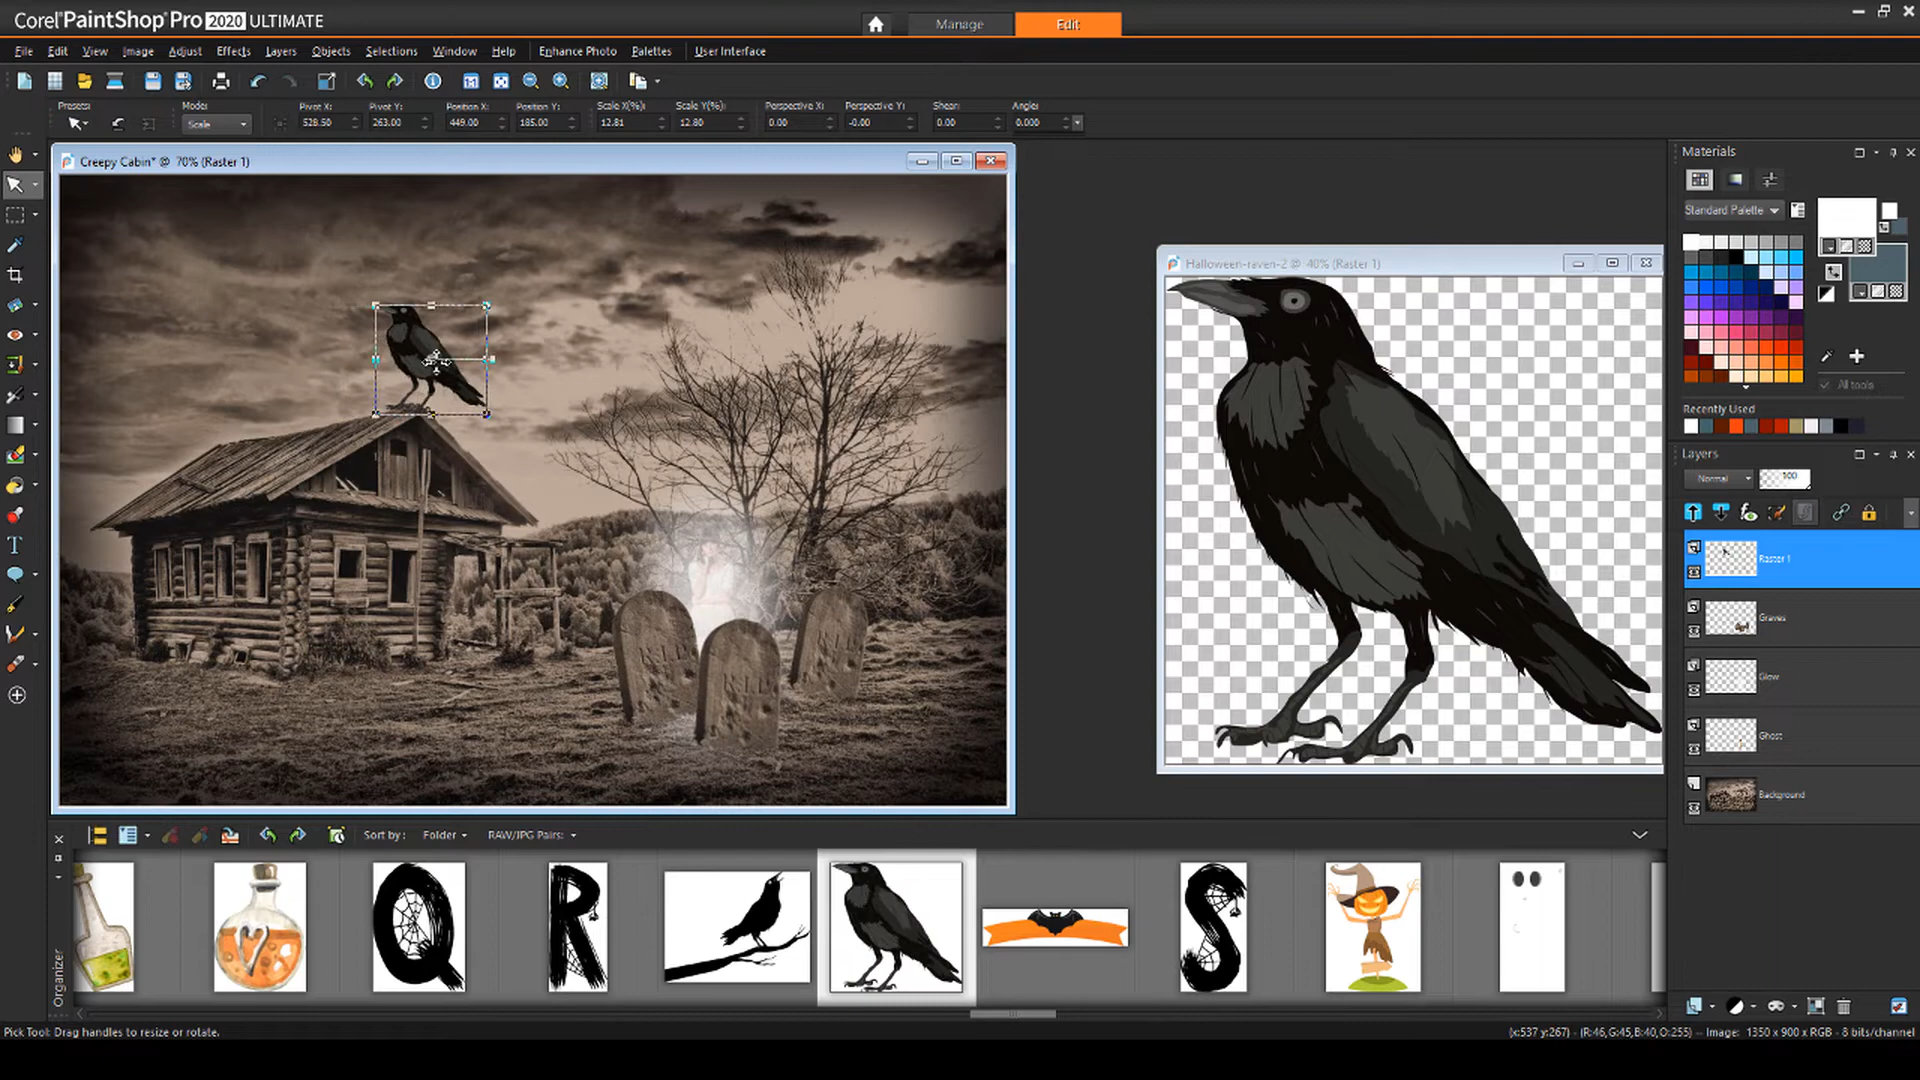 Corel PaintShop Pro 2020 ULTIMATE
Manage
Edit
File Edit View Image Adjust Effects Layers Objects Selections Window Help Enhance Photo Palettes User Interface
Presets: Mode: Pivot X: Pivot Y: Position X: Position Y: Scale X(%): Scale Y(%): Perspective X: Perspective Y: Shear: Angle:
Scale 528.50 263.00 449.00 185.00 12.81 12.80 0.00 -0.00 0.00 0.000
Creepy Cabin* @ 70% (Raster 1)
Halloween-raven-2 @ 40% (Raster 1)
Materials
Standard Palette
All tools
Recently Used
Layers
Normal 100
Raster 1
Graves
Glow
Ghost
Background
Sort by : Folder RAW/JPG Pairs:
Organizer
Q
R
S
Pick Tool: Drag handles to resize or rotate.
(x:537 y:267) - (R:46,G:45,B:40,O:255) -- Image: 1350 x 900 x RGB - 8 bits/channel